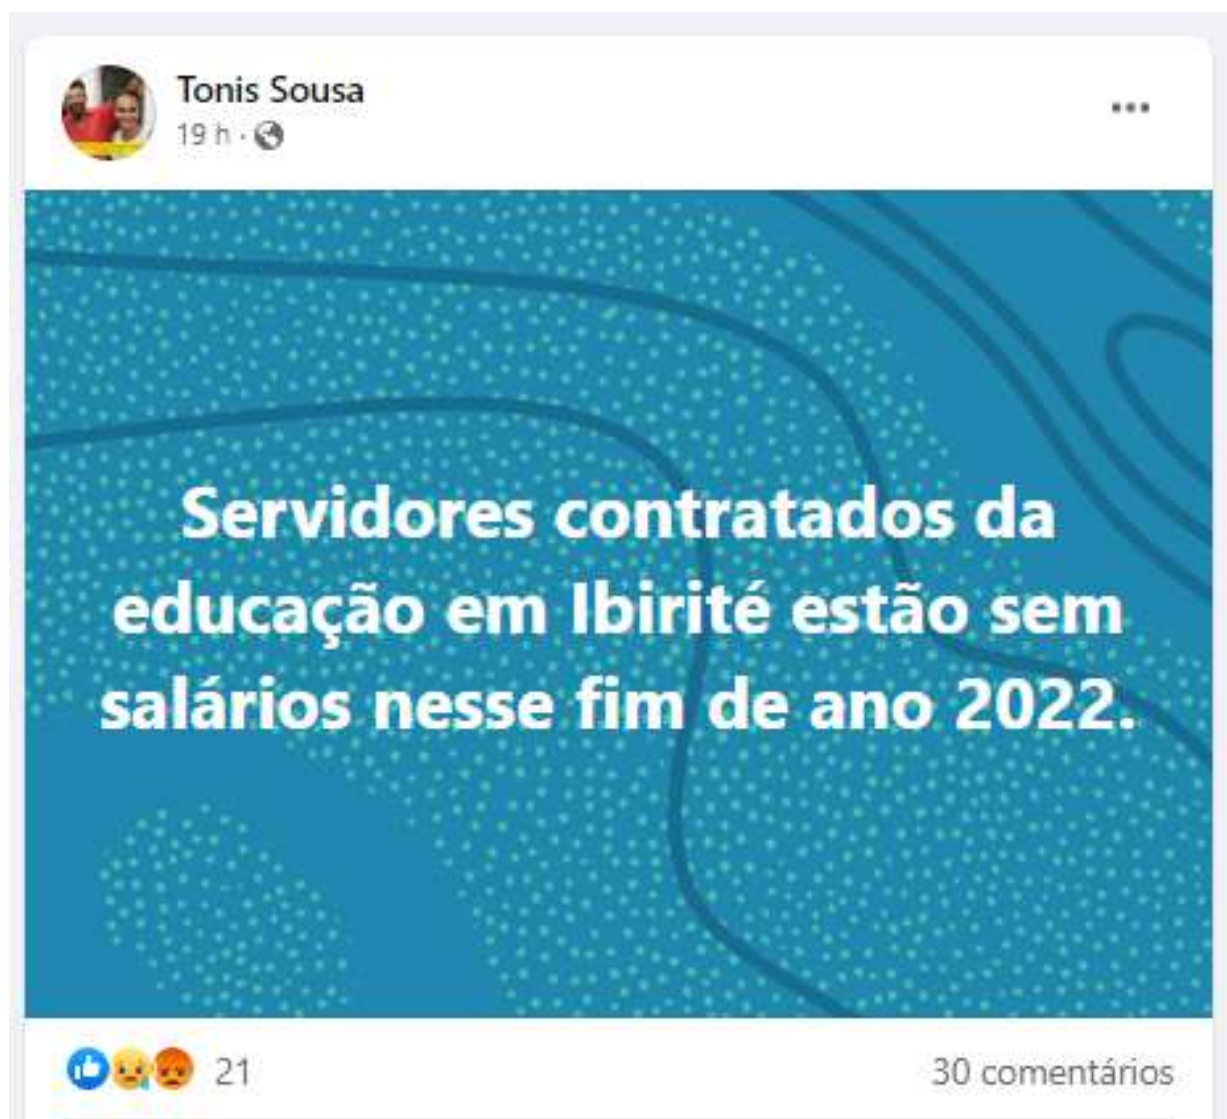 Tonis Sousa
19 h ·
Servidores contratados da
educação em Ibirité estão sem
salários nesse fim de ano 2022.
21
30 comentários